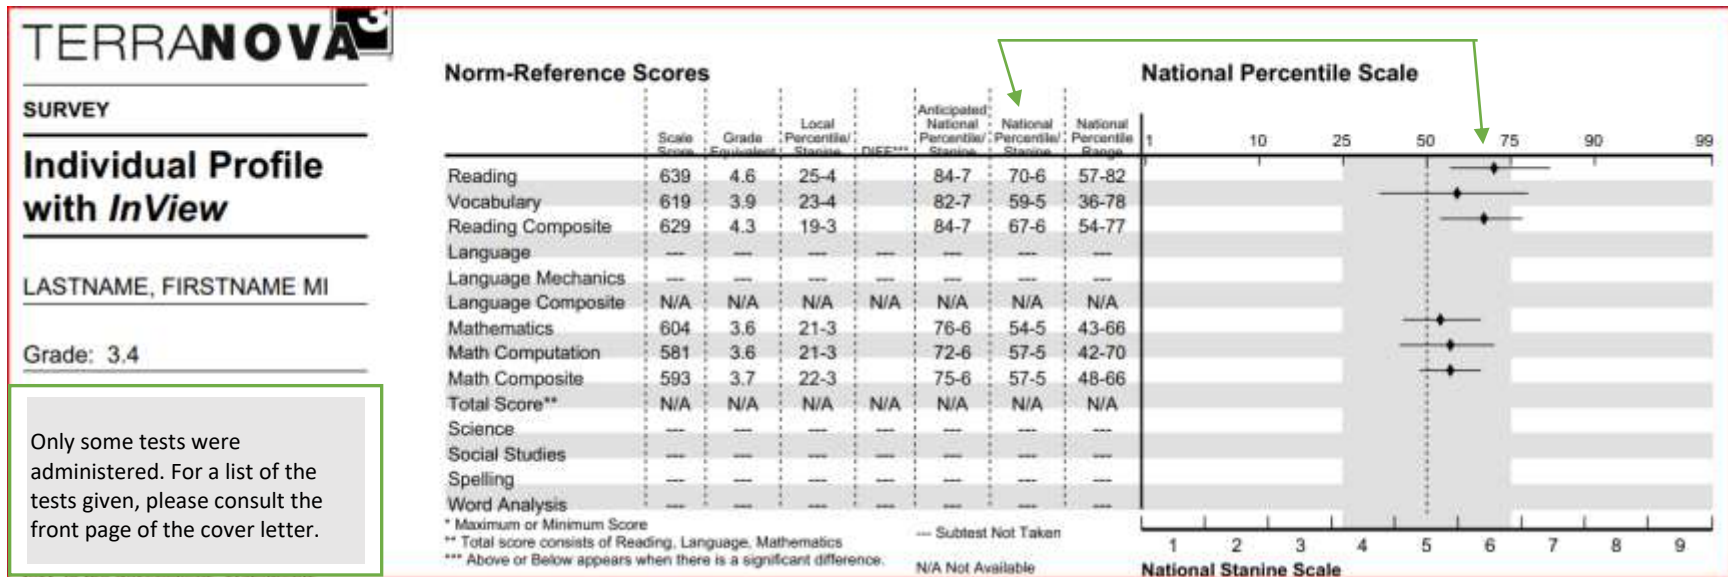 TERRANOVA 3
SURVEY
Individual Profile
with InView
LASTNAME, FIRSTNAME MI
Grade: 3.4
Only some tests were
administered. For a list of the
tests given, please consult the
front page of the cover letter.
Norm-Reference Scores
Scale Score Grade Equivalent Local Percentile/ Stanine DIFF*** Anticipated National Percentile/ Stanine National Percentile/ Stanine National Percentile Range
Reading 639 4.6 25-4 84-7 70-6 57-82
Vocabulary 619 3.9 23-4 82-7 59-5 36-78
Reading Composite 629 4.3 19-3 84-7 67-6 54-77
Language --- --- --- --- --- --- ---
Language Mechanics --- --- --- --- --- --- ---
Language Composite N/A N/A N/A N/A N/A N/A N/A
Mathematics 604 3.6 21-3 76-6 54-5 43-66
Math Computation 581 3.6 21-3 72-6 57-5 42-70
Math Composite 593 3.7 22-3 75-6 57-5 48-66
Total Score** N/A N/A N/A N/A N/A N/A N/A
Science --- --- --- --- --- --- ---
Social Studies --- --- --- --- --- --- ---
Spelling --- --- --- --- --- --- ---
Word Analysis --- --- --- --- --- --- ---
* Maximum or Minimum Score
** Total score consists of Reading, Language, Mathematics
*** Above or Below appears when there is a significant difference.
--- Subtest Not Taken
N/A Not Available
National Percentile Scale
1 10 25 50 75 90 99
1 2 3 4 5 6 7 8 9
National Stanine Scale